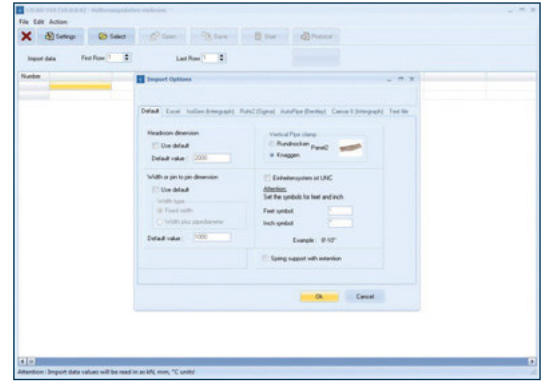 File Edit Action
Settings Select Open Save Start Protocol
Import data First Row 1 Last Row 1
Number
Import Options
Default Excel IsoGen (Intergraph) Rohr2 (Sigma) AutoPipe (Bentley) Caesar II (Intergraph) Text file
Headroom dimension
Use default
Default value : 2000
Vertical Pipe clamp
Rundnocken
Knaggen
Panel2
Width or pin to pin dimension
Use default
Width type
Fixed width
Width plus pipediameter
Default value : 1000
Einheitensystem ist UNC
Attention:
Set the symbols for feet and inch
Feet symbol: '
Inch symbol: "
Example :
Spring support with extention
Ok Cancel
Attention : Import data values will be read in as kN, mm, °C units!